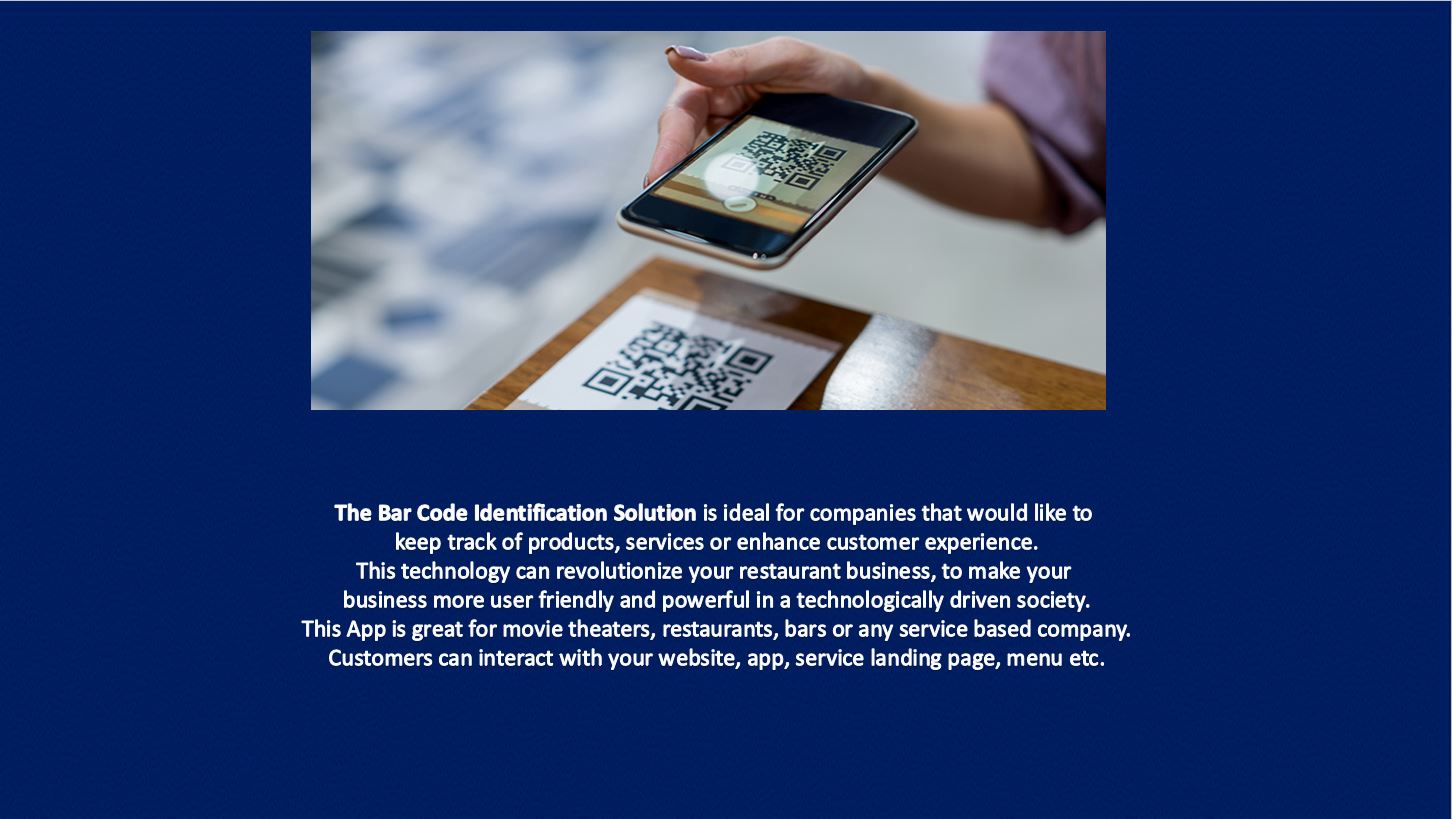 The Bar Code Identification Solution is ideal for companies that would like to
keep track of products, services or enhance customer experience.
This technology can revolutionize your restaurant business, to make your
business more user friendly and powerful in a technologically driven society.
This App is great for movie theaters, restaurants, bars or any service based company.
Customers can interact with your website, app, service landing page, menu etc.